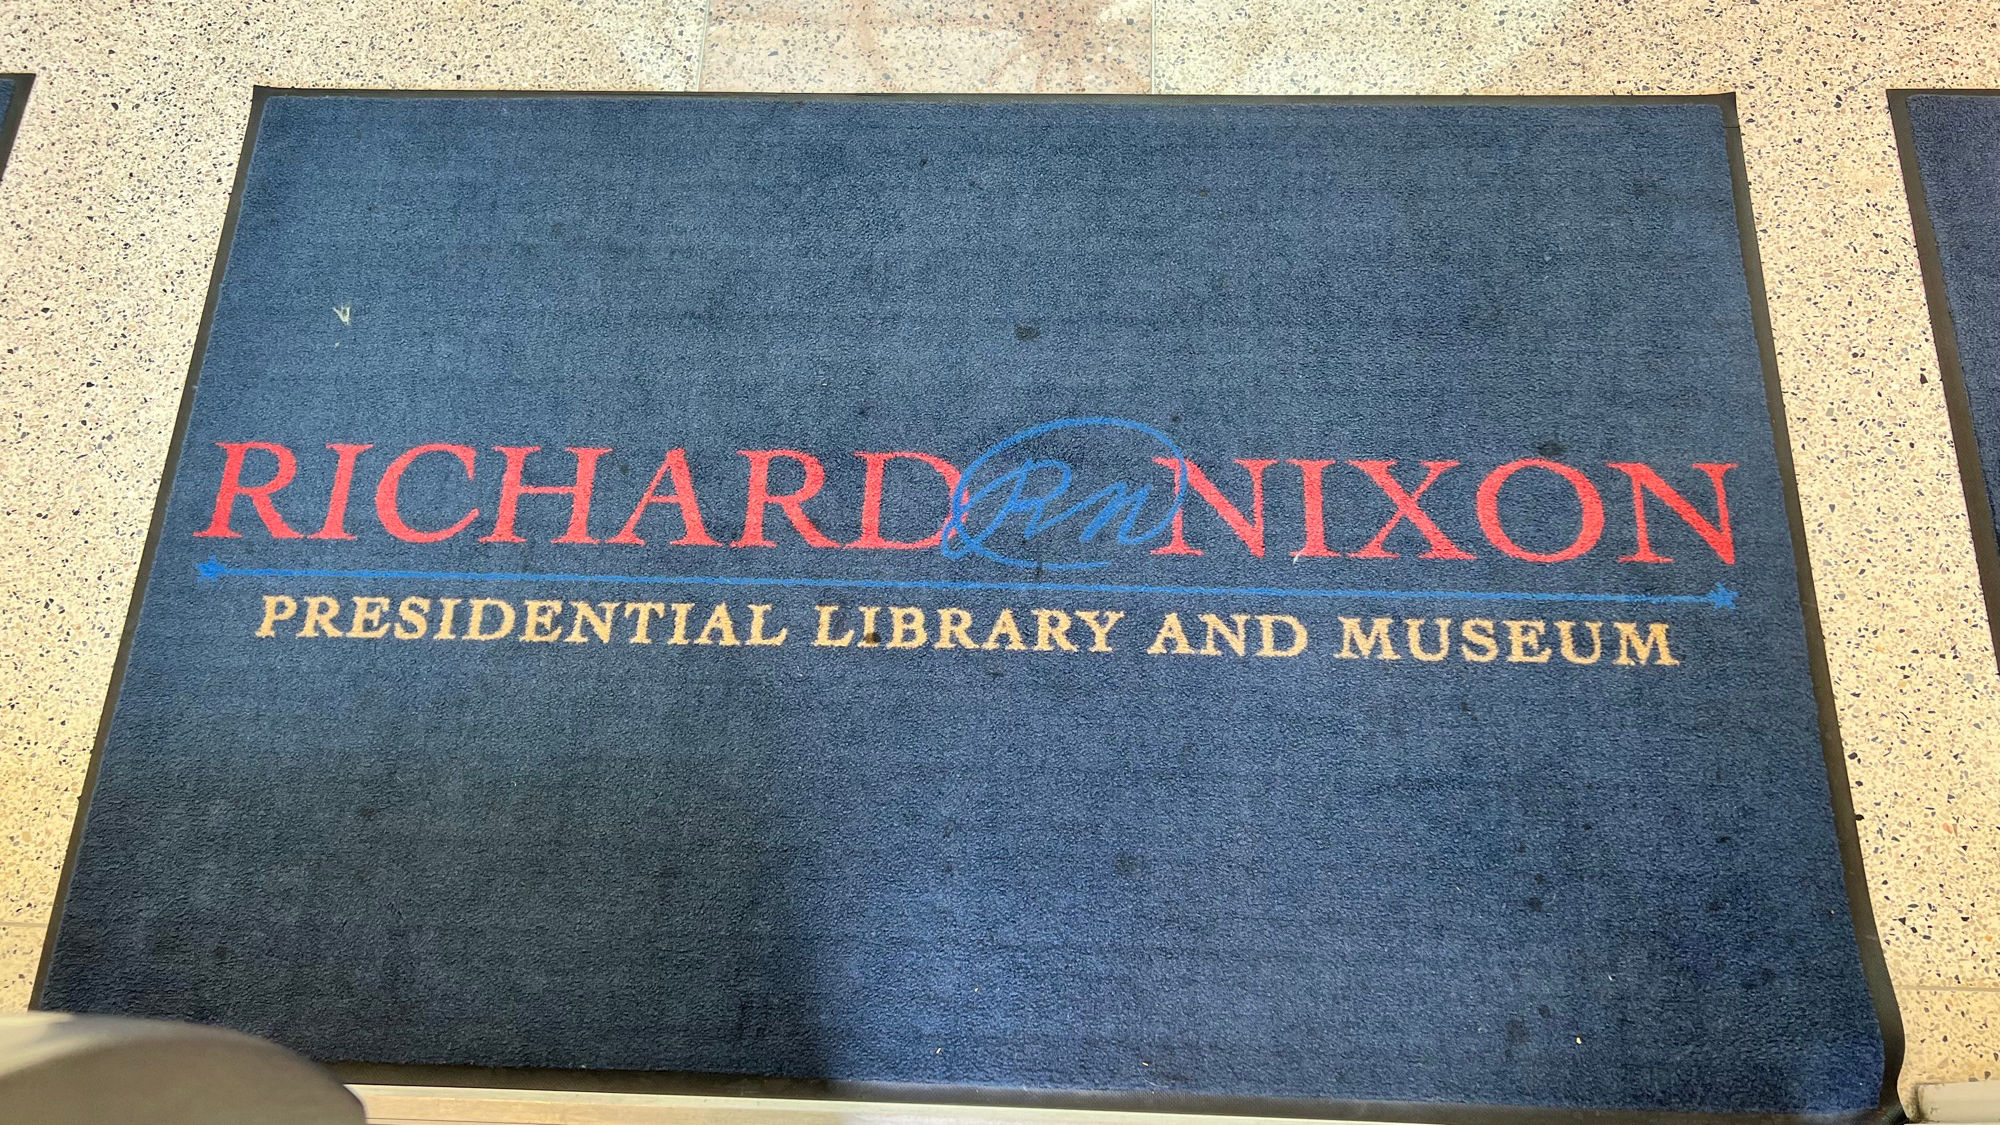 RICHARD RN NIXON
PRESIDENTIAL LIBRARY AND MUSEUM